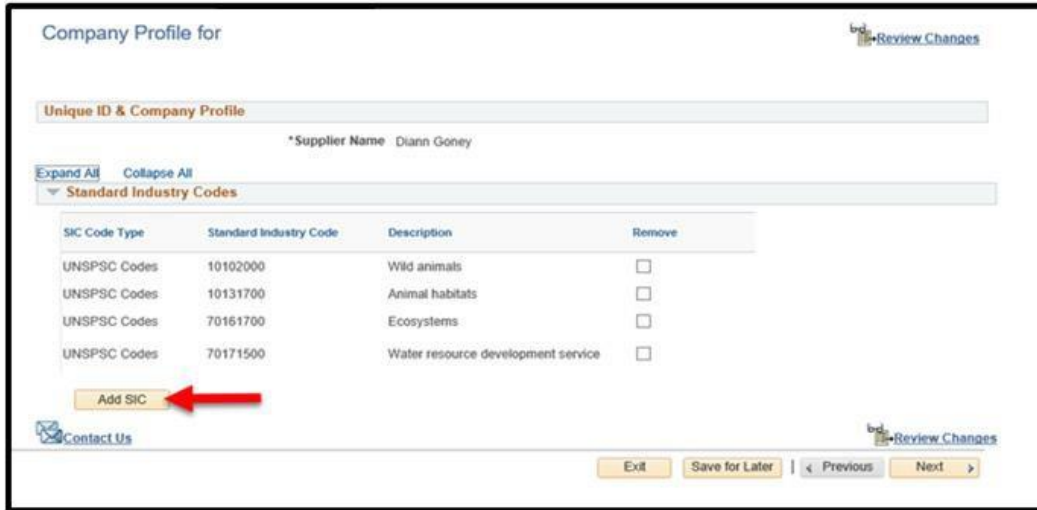 Company Profile for
Review Changes
Unique ID & Company Profile
*Supplier Name Diann Goney
Expand All Collapse All
Standard Industry Codes
SIC Code Type Standard Industry Code Description Remove
UNSPSC Codes 10102000 Wild animals
UNSPSC Codes 10131700 Animal habitats
UNSPSC Codes 70161700 Ecosystems
UNSPSC Codes 70171500 Water resource development service
Add SIC
Contact Us
Review Changes
Exit Save for Later | Previous Next